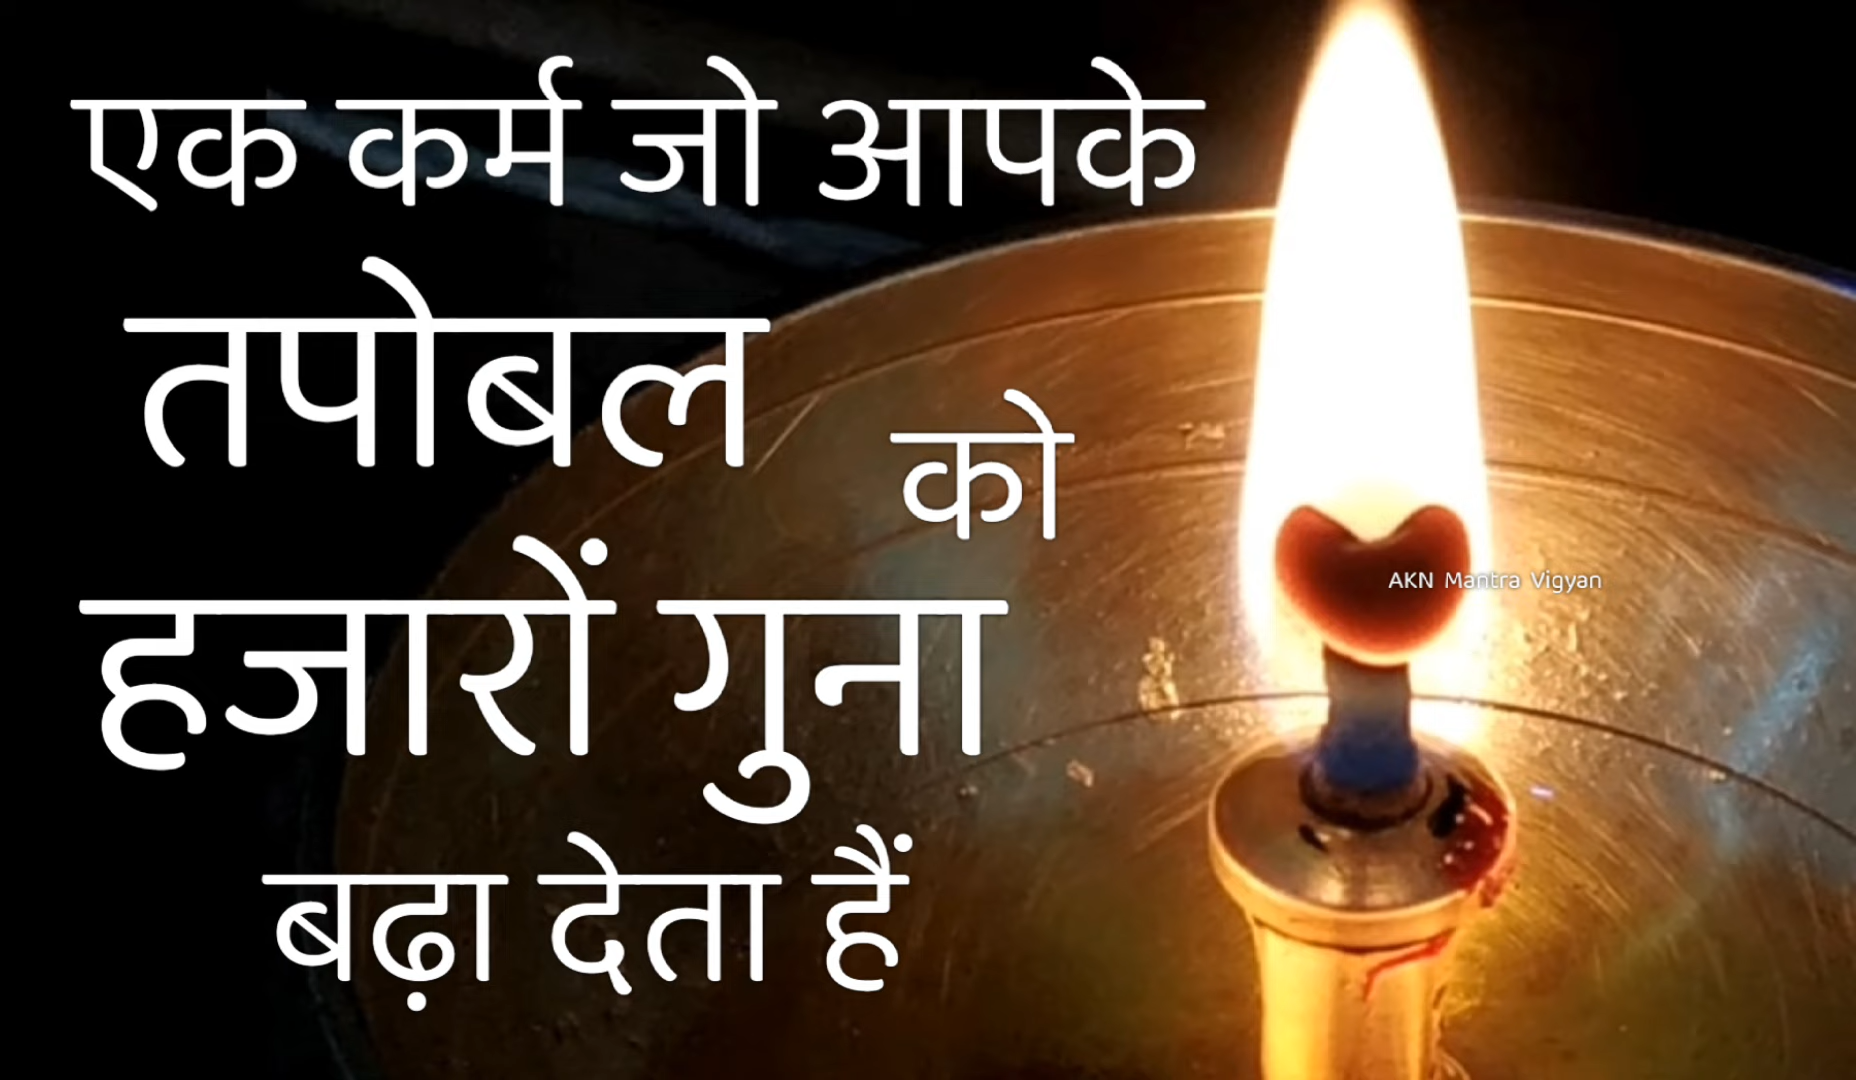 एक कर्म जो आपके
तपोबल को
हजारों गुना
बढ़ा देता हैं
AKN Mantra Vigyan